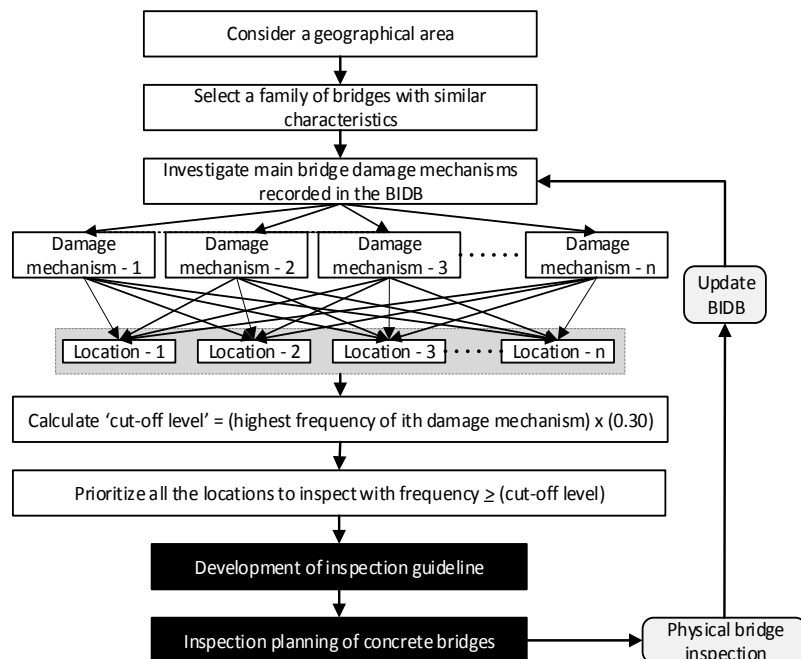 Consider a geographical area
Select a family of bridges with similar
characteristics
Investigate main bridge damage mechanisms
recorded in the BIDB
Damage
mechanism - 1
Damage
mechanism - 2
Damage
mechanism - 3
Damage
mechanism - n
Update
BIDB
Location - 1
Location - 2
Location - 3
Location - n
Calculate ‘cut-off level’ = (highest frequency of ith damage mechanism) x (0.30)
Prioritize all the locations to inspect with frequency ≥ (cut-off level)
Development of inspection guideline
Inspection planning of concrete bridges
Physical bridge
inspection